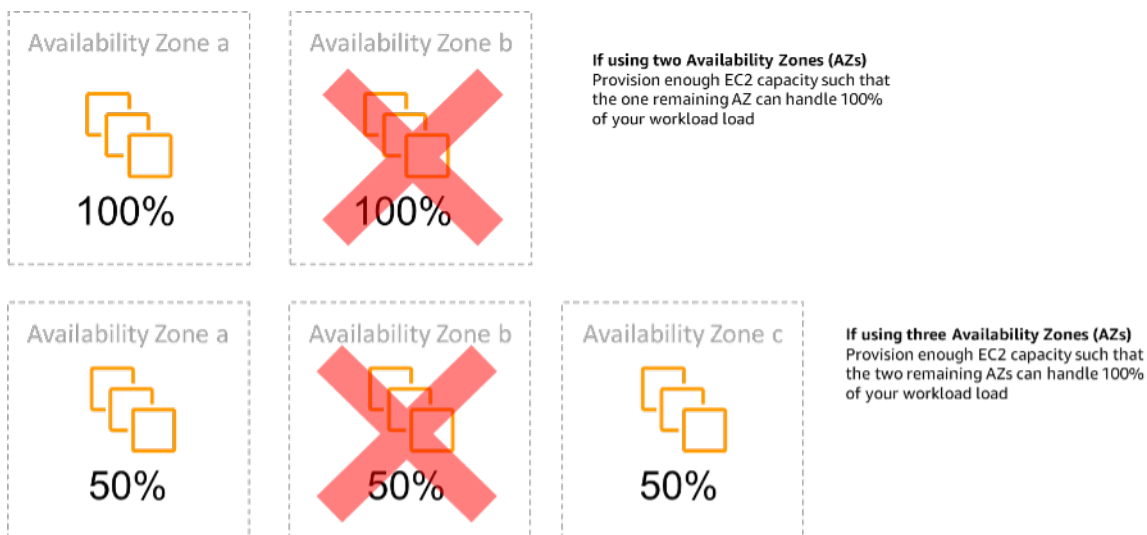 Availability Zone a
Availability Zone b
If using two Availability Zones (AZs)
Provision enough EC2 capacity such that
the one remaining AZ can handle 100%
of your workload load
100%
100%
Availability Zone a
Availability Zone b
Availability Zone c
If using three Availability Zones (AZs)
Provision enough EC2 capacity such that
the two remaining AZs can handle 100%
of your workload load
50%
50%
50%